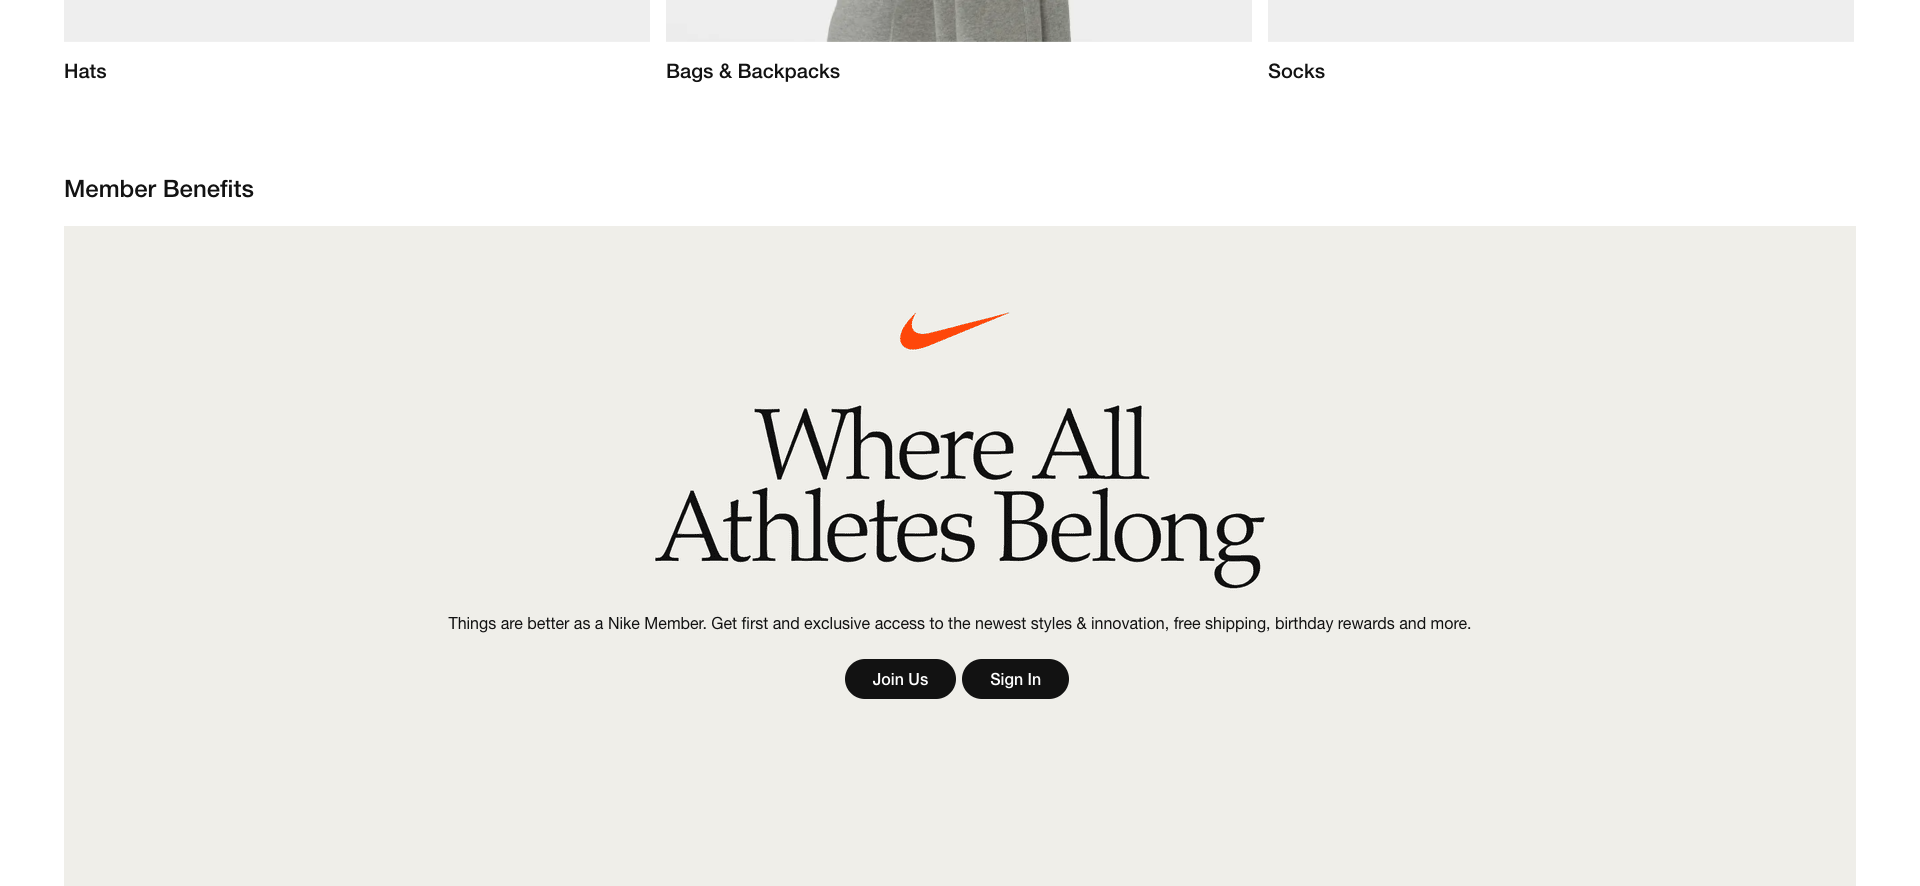 Hats
Bags & Backpacks
Socks
Member Benefits
Where All
Athletes Belong
Things are better as a Nike Member. Get first and exclusive access to the newest styles & innovation, free shipping, birthday rewards and more.
Join Us
Sign In